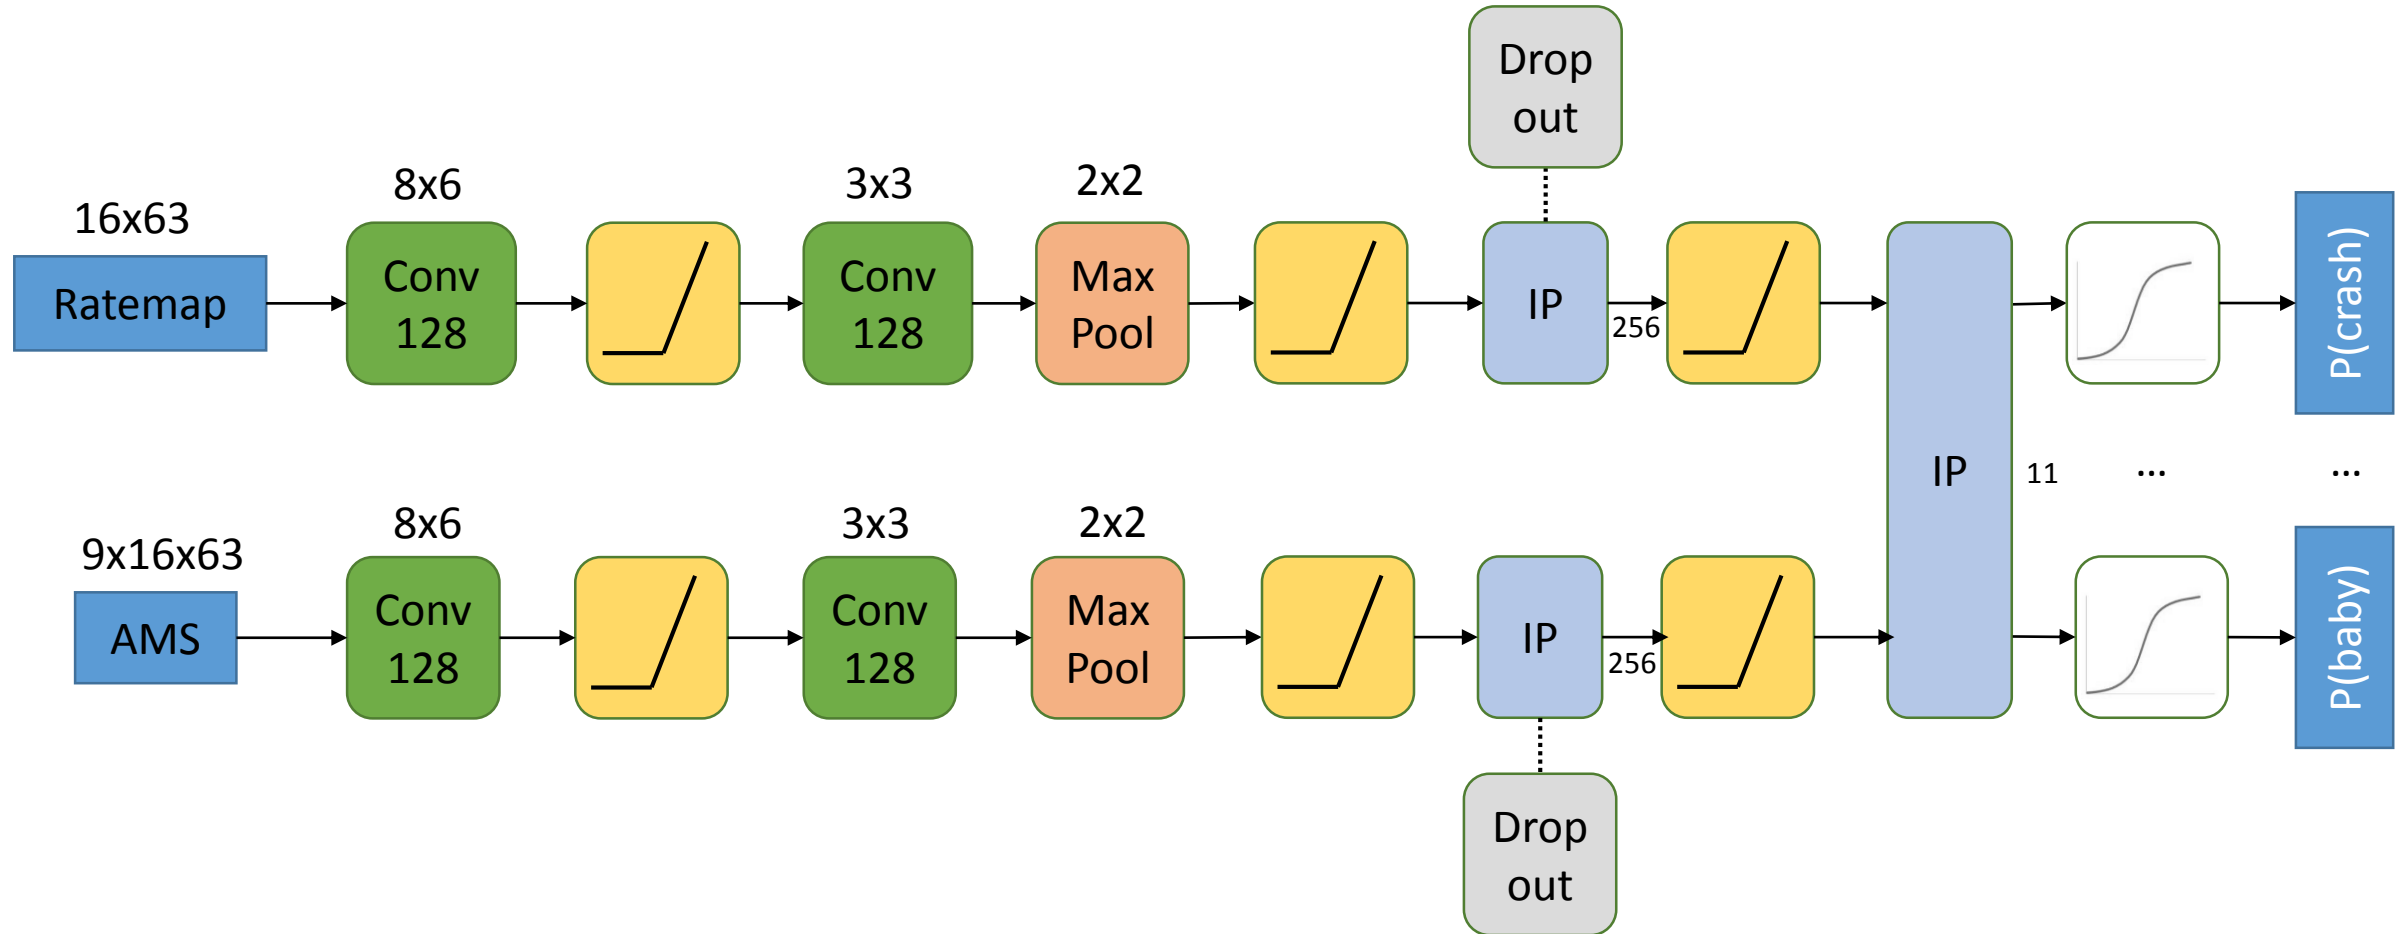 Drop
out
16x63
8x6
3x3
2x2
Ratemap
Conv
128
Conv
128
Max
Pool
IP
256
P(crash)
IP
11
...
...
9x16x63
8x6
3x3
2x2
AMS
Conv
128
Conv
128
Max
Pool
IP
256
P(baby)
Drop
out